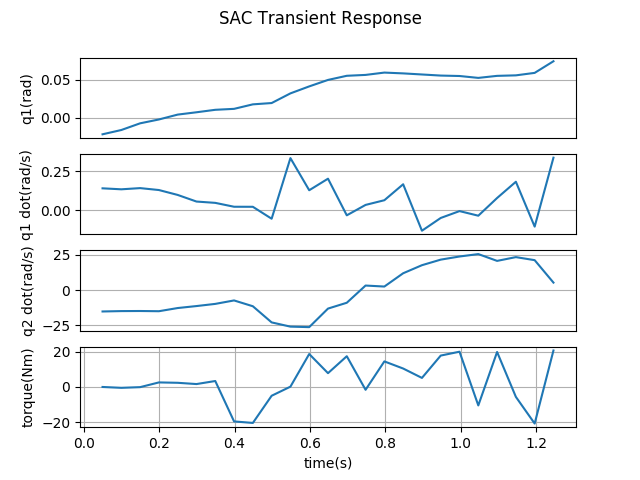 SAC Transient Response
q1(rad)
0.05
0.00
q1 dot(rad/s)
0.25
0.00
q2 dot(rad/s)
25
0
−25
torque(Nm)
20
0
−20
0.0 0.2 0.4 0.6 0.8 1.0 1.2
time(s)